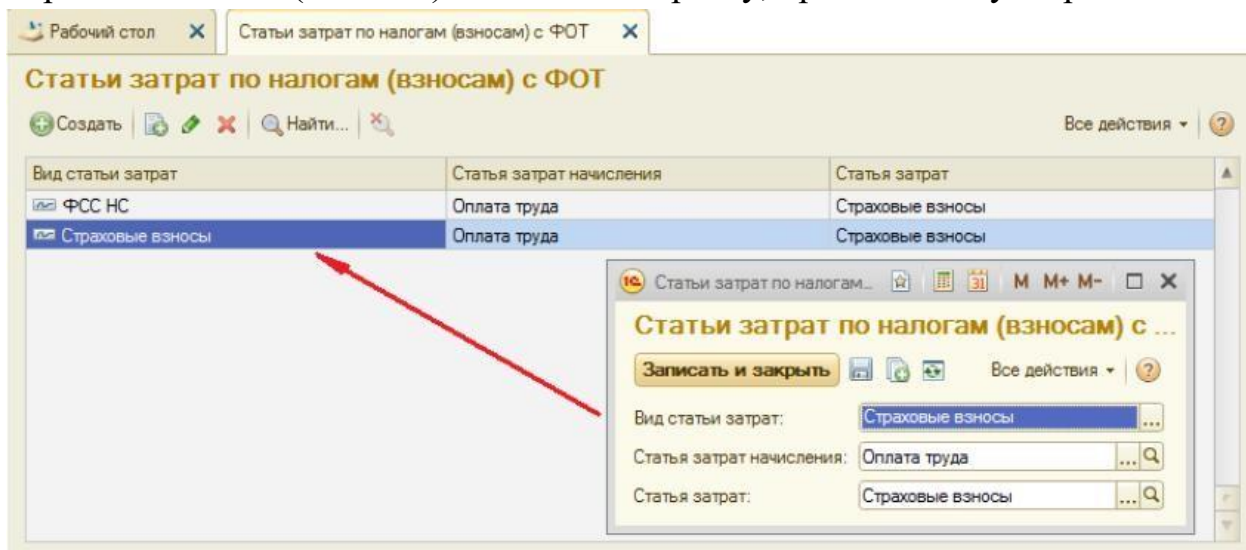 Рабочий стол
Статьи затрат по налогам (взносам) с ФОТ
Статьи затрат по налогам (взносам) с ФОТ
Создать Найти... Все действия
Вид статьи затрат Статья затрат начисления Статья затрат
ФСС НС Оплата труда Страховые взносы
Страховые взносы Оплата труда Страховые взносы
1С Статьи затрат по налогам... 31 M M+ M-
Статьи затрат по налогам (взносам) с ...
Записать и закрыть Все действия ?
Вид статьи затрат: Страховые взносы ...
Статья затрат начисления: Оплата труда ...
Статья затрат: Страховые взносы ...